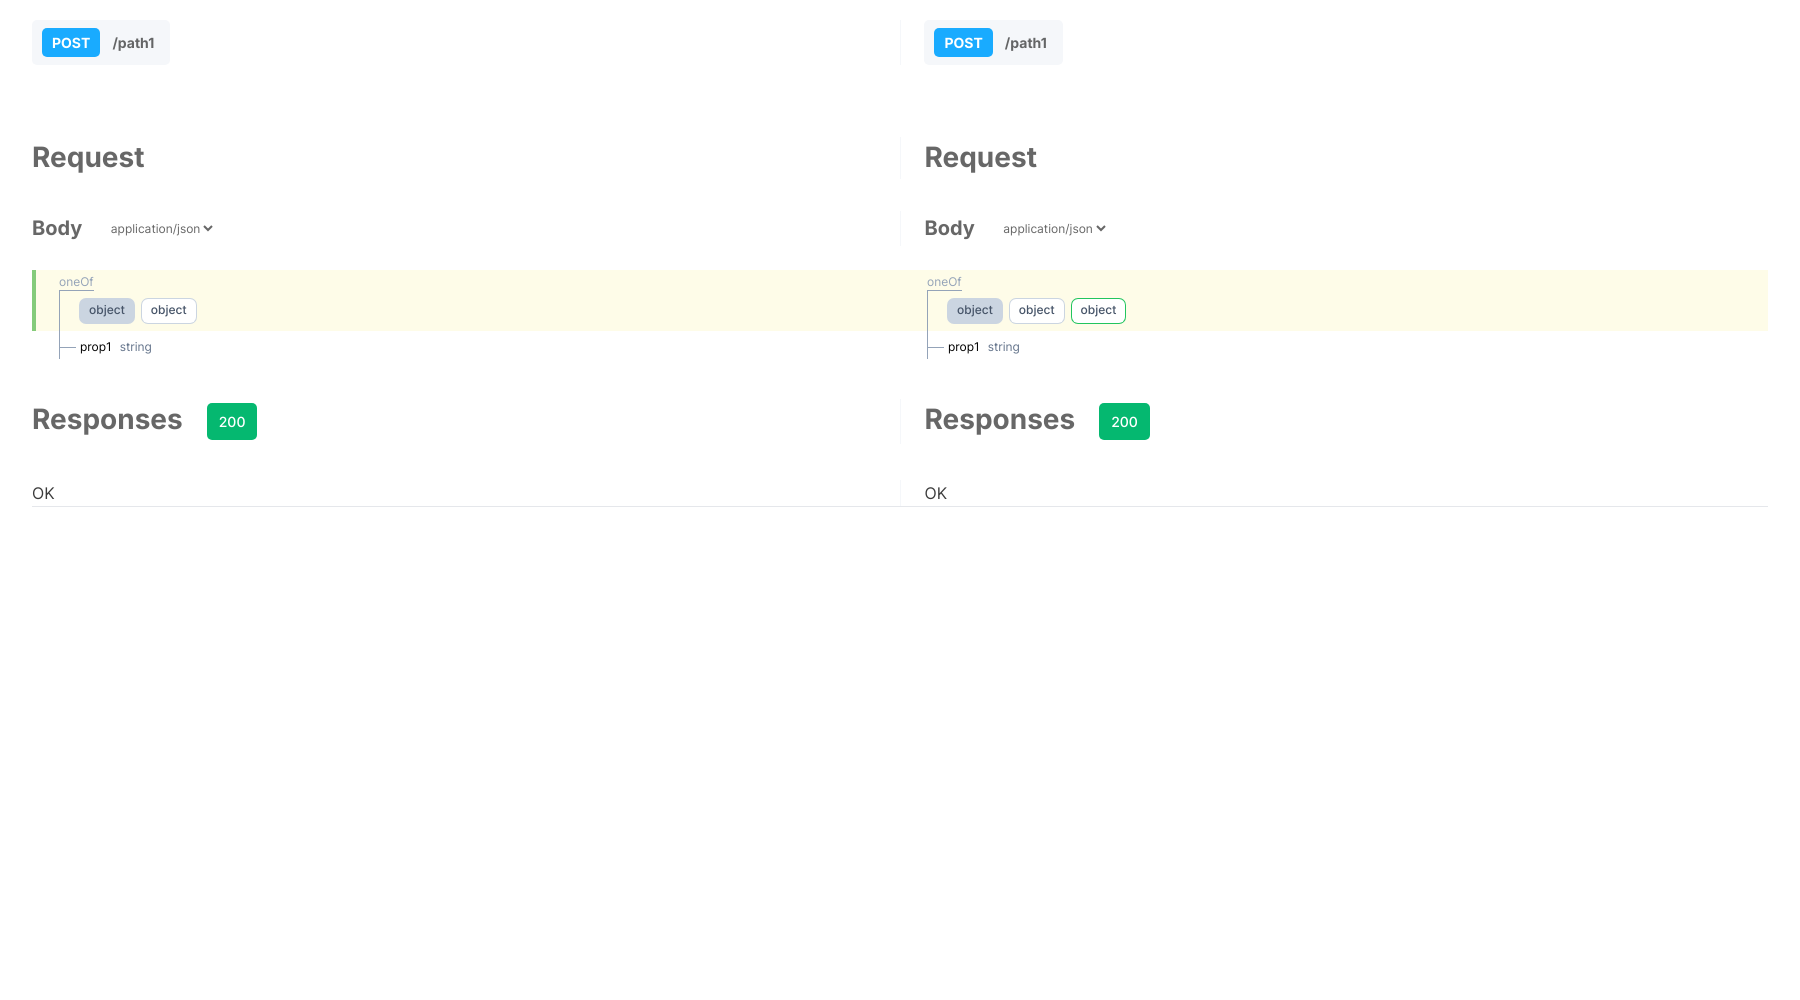 POST /path1 POST /path1
Request Request
Body application/json Body application/json
oneOf oneOf
object object object object object
prop1 string prop1 string
Responses 200 Responses 200
OK OK